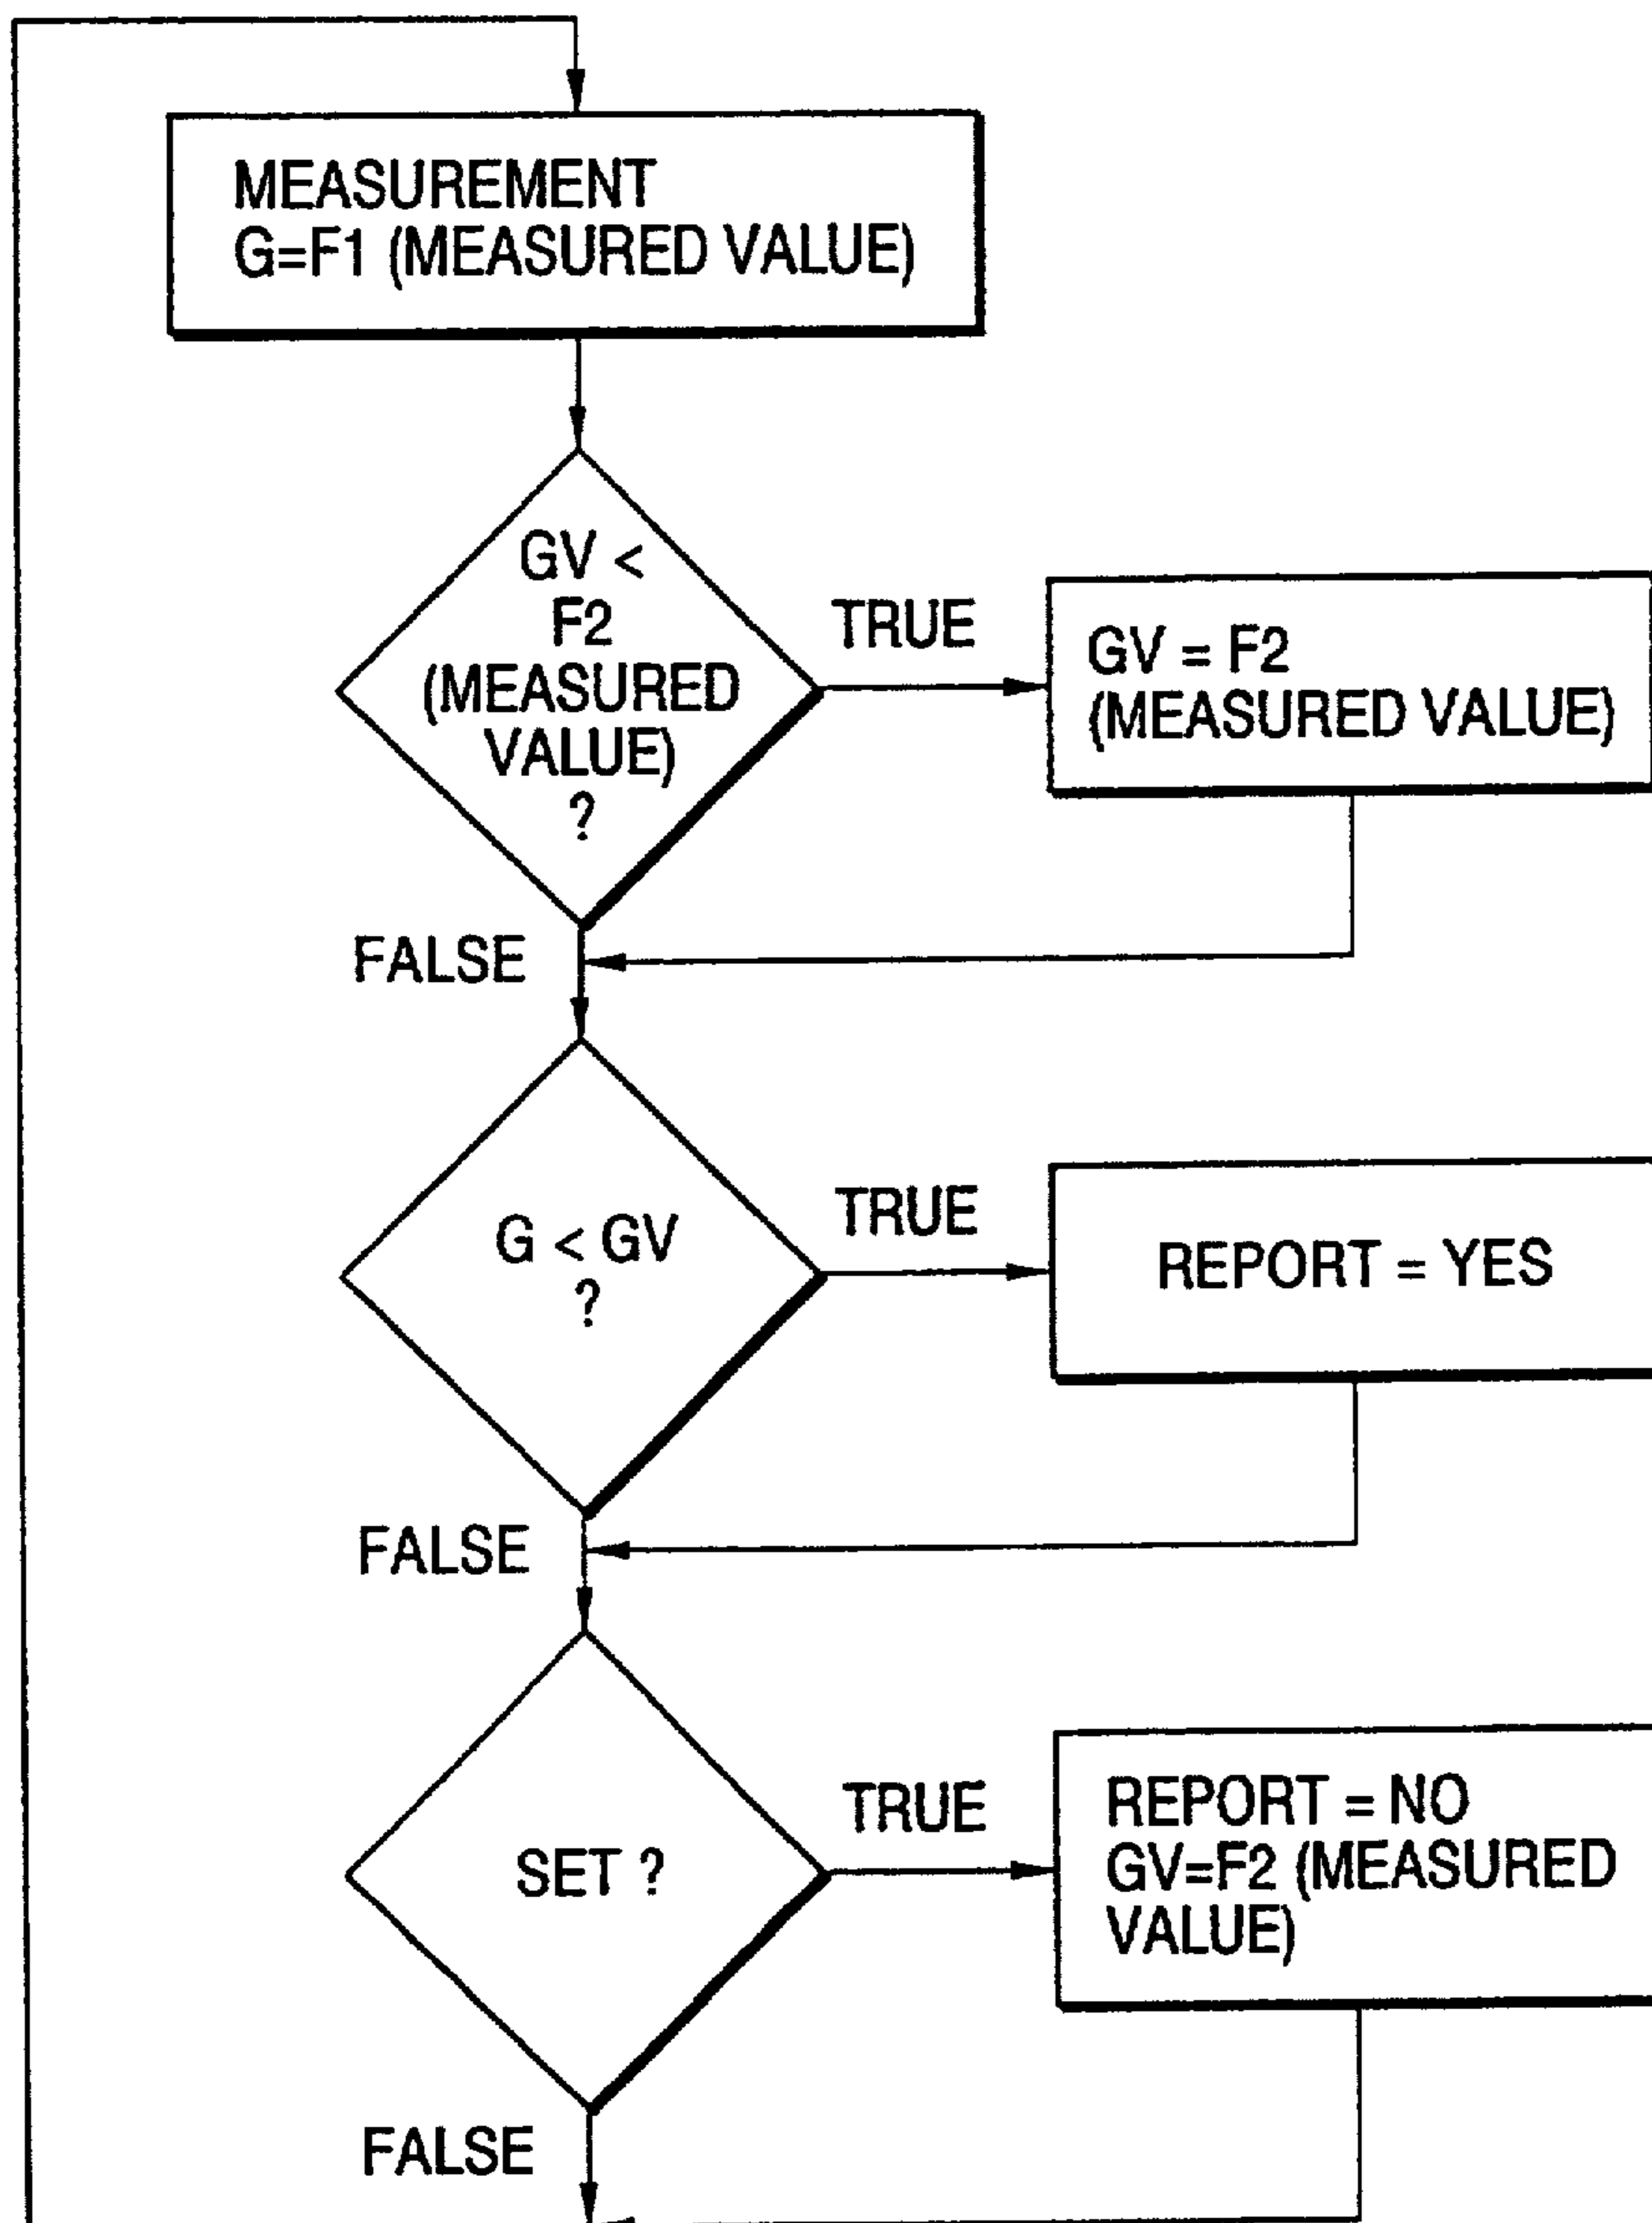 MEASUREMENT
G=F1 (MEASURED VALUE)
GV <
F2
(MEASURED
VALUE)
?
TRUE
GV = F2
(MEASURED VALUE)
FALSE
G < GV
?
TRUE
REPORT = YES
FALSE
SET ?
TRUE
REPORT = NO
GV=F2 (MEASURED
VALUE)
FALSE